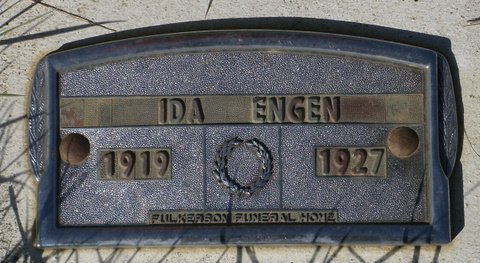 IDA ENGEN
1919 1927
FULKERSON FUNERAL HOME